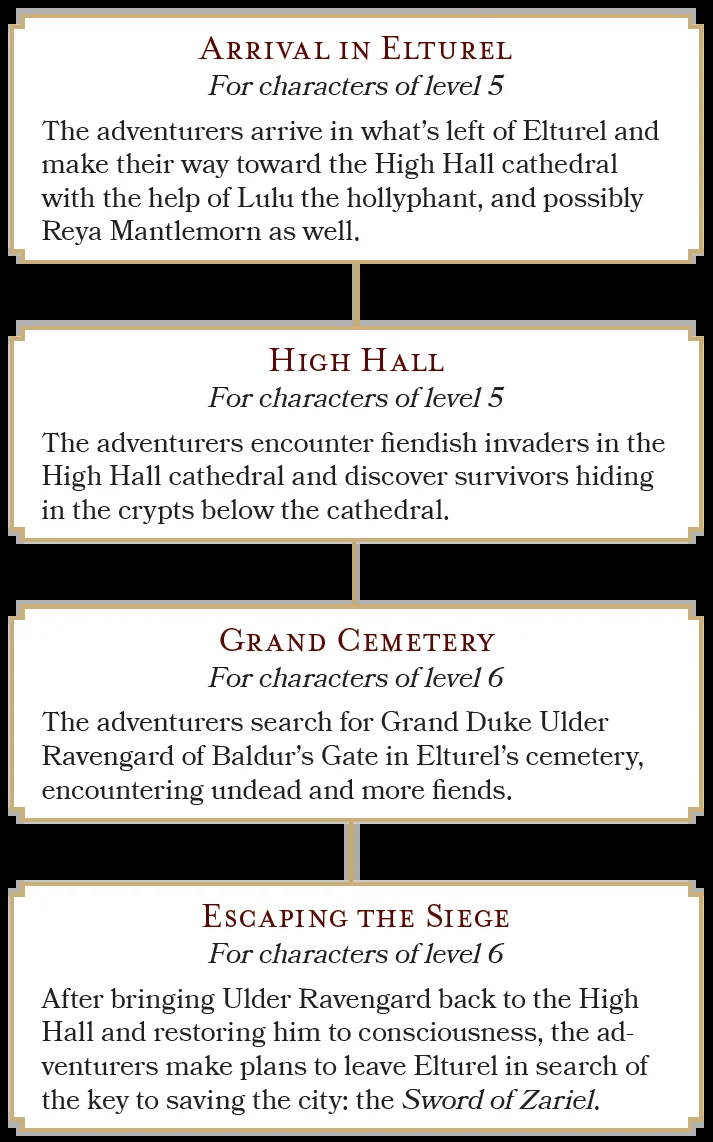 Arrival in Elturel
For characters of level 5
The adventurers arrive in what's left of Elturel and
make their way toward the High Hall cathedral
with the help of Lulu the hollyphant, and possibly
Reya Mantlemorn as well.
High Hall
For characters of level 5
The adventurers encounter fiendish invaders in the
High Hall cathedral and discover survivors hiding
in the crypts below the cathedral.
Grand Cemetery
For characters of level 6
The adventurers search for Grand Duke Ulder
Ravengard of Baldur's Gate in Elturel's cemetery,
encountering undead and more fiends.
Escaping the Siege
For characters of level 6
After bringing Ulder Ravengard back to the High
Hall and restoring him to consciousness, the ad-
venturers make plans to leave Elturel in search of
the key to saving the city: the Sword of Zariel.